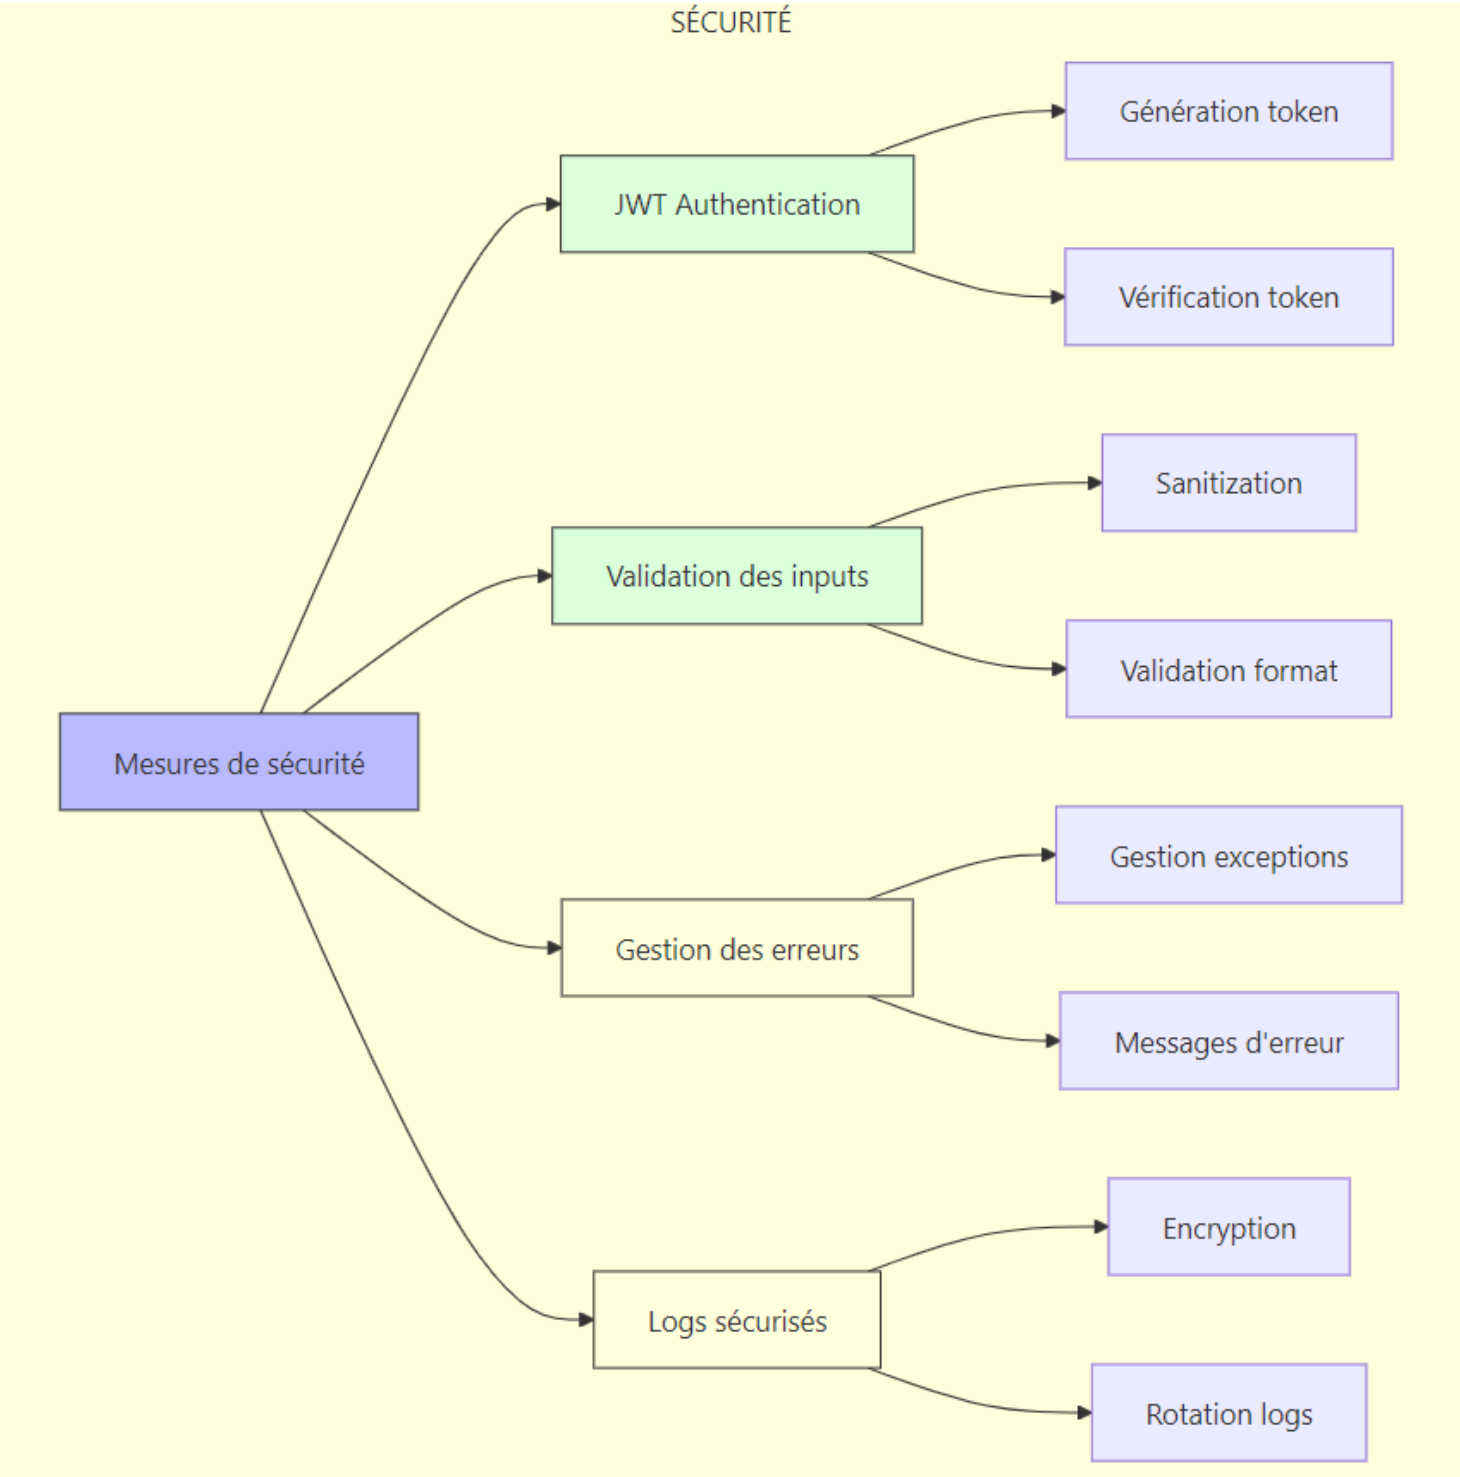 SÉCURITÉ
Mesures de sécurité
JWT Authentication
Génération token
Vérification token
Validation des inputs
Sanitization
Validation format
Gestion des erreurs
Gestion exceptions
Messages d'erreur
Logs sécurisés
Encryption
Rotation logs